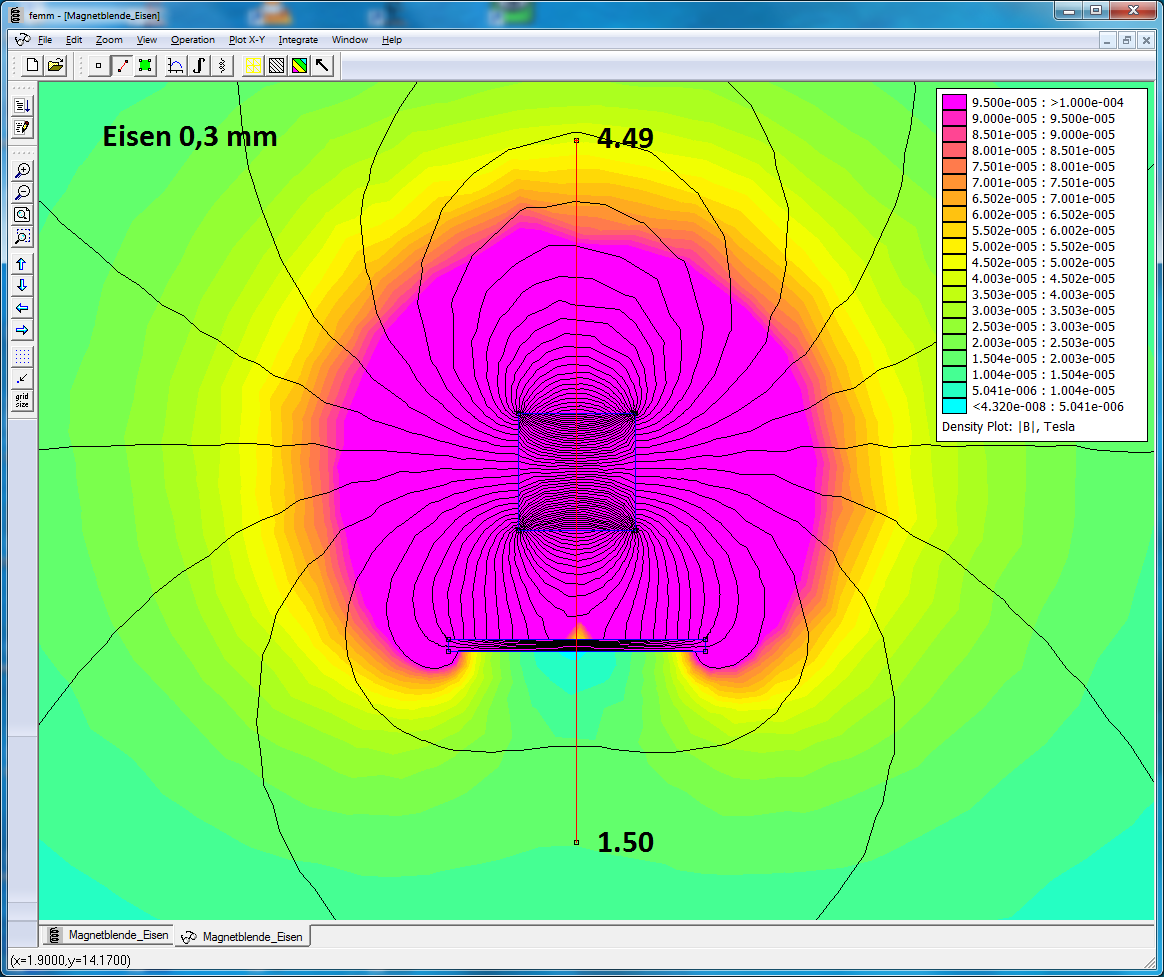 femm - [Magnetblende_Eisen]
File Edit Zoom View Operation Plot X-Y Integrate Window Help
grid
size
Eisen 0,3 mm
4.49
1.50
9.500e-005 : >1.000e-004
9.000e-005 : 9.500e-005
8.501e-005 : 9.000e-005
8.001e-005 : 8.501e-005
7.501e-005 : 8.001e-005
7.001e-005 : 7.501e-005
6.502e-005 : 7.001e-005
6.002e-005 : 6.502e-005
5.502e-005 : 6.002e-005
5.002e-005 : 5.502e-005
4.502e-005 : 5.002e-005
4.003e-005 : 4.502e-005
3.503e-005 : 4.003e-005
3.003e-005 : 3.503e-005
2.503e-005 : 3.003e-005
2.003e-005 : 2.503e-005
1.504e-005 : 2.003e-005
1.004e-005 : 1.504e-005
5.041e-006 : 1.004e-005
<4.320e-008 : 5.041e-006
Density Plot: |B|, Tesla
Magnetblende_Eisen
Magnetblende_Eisen
(x=1.9000,y=14.1700)